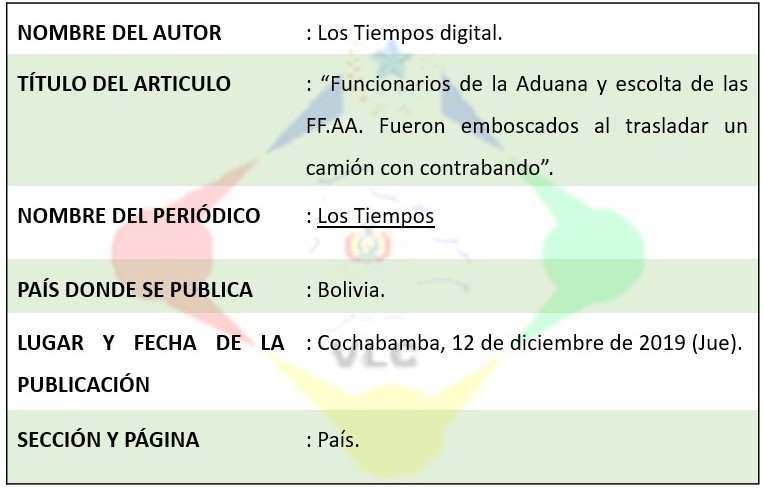 NOMBRE DEL AUTOR : Los Tiempos digital.
TÍTULO DEL ARTICULO : “Funcionarios de la Aduana y escolta de las
FF.AA. Fueron emboscados al trasladar un
camión con contrabando”.
NOMBRE DEL PERIÓDICO : Los Tiempos
PAÍS DONDE SE PUBLICA : Bolivia.
LUGAR Y FECHA DE LA : Cochabamba, 12 de diciembre de 2019 (Jue).
VLC
PUBLICACIÓN
SECCIÓN Y PÁGINA : País.